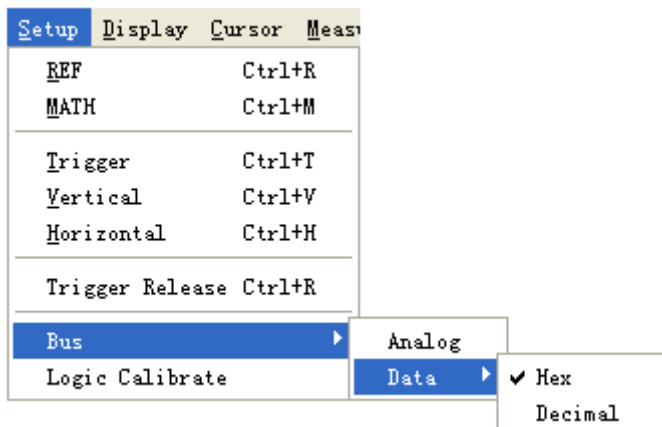 Setup Display Cursor Meas
REF Ctrl+R
MATH Ctrl+M
Trigger Ctrl+T
Vertical Ctrl+V
Horizontal Ctrl+H
Trigger Release Ctrl+R
Bus Analog
Logic Calibrate Data Hex
Decimal